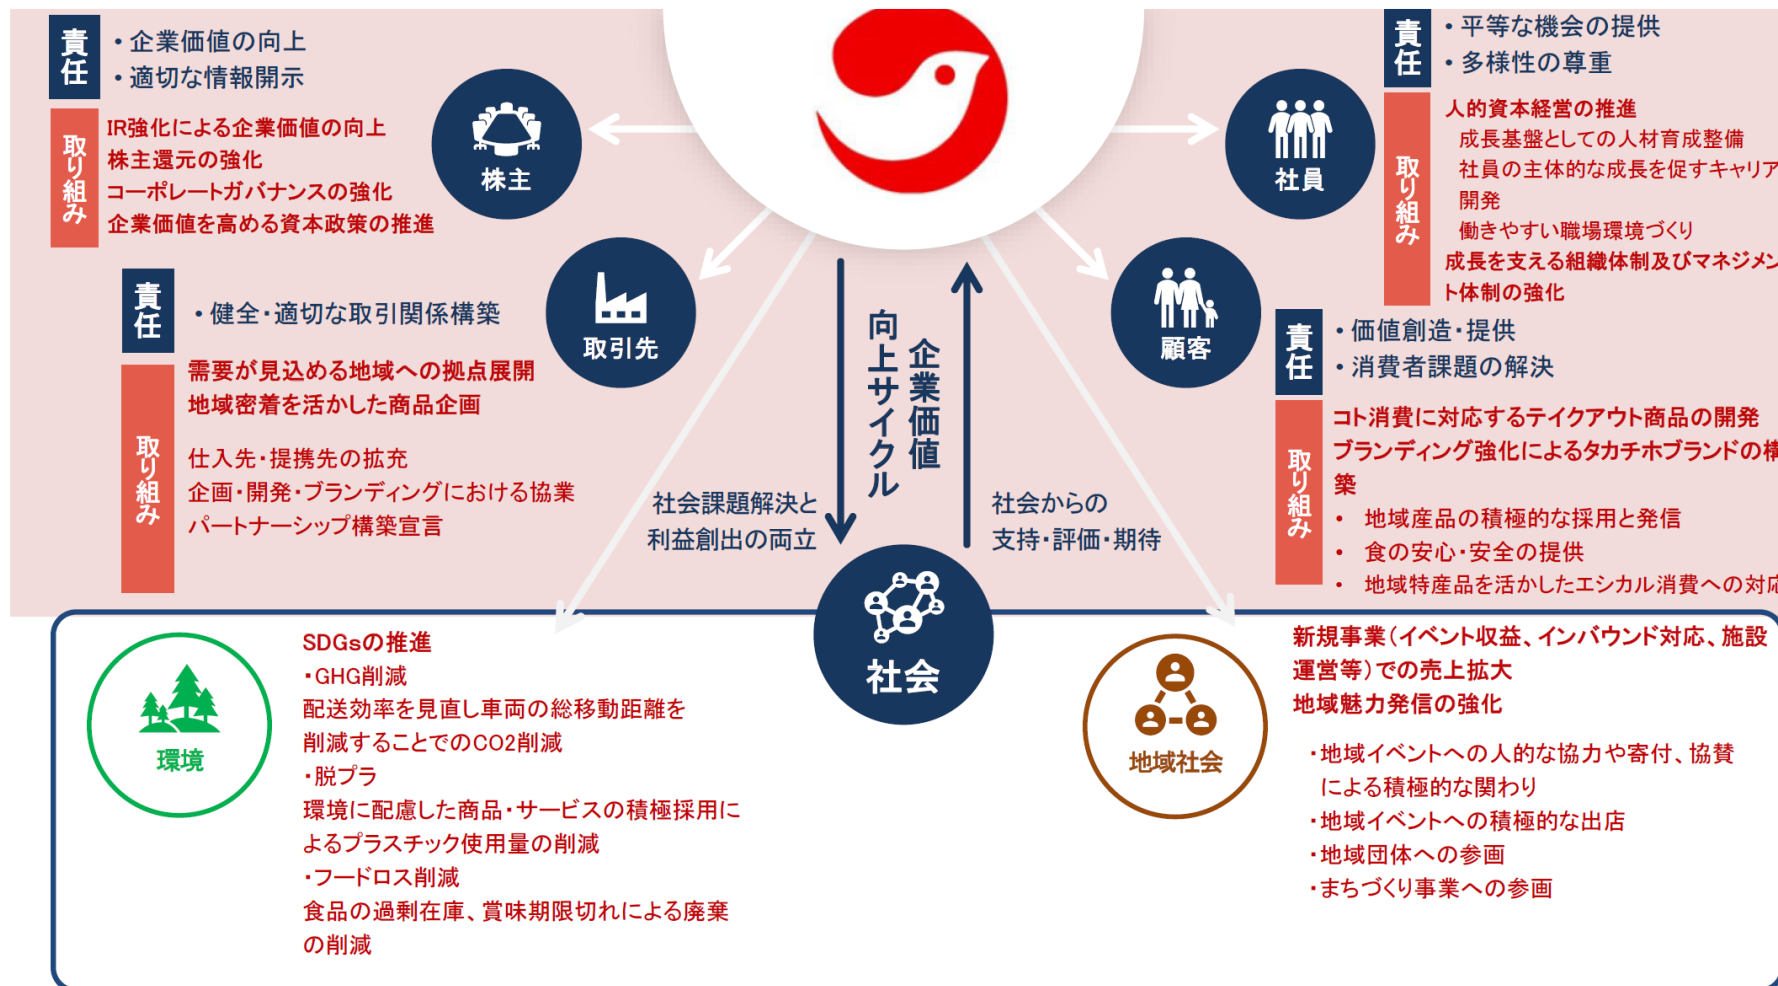 責任
・企業価値の向上
・適切な情報開示
取り組み
IR強化による企業価値の向上
株主還元の強化
コーポレートガバナンスの強化
企業価値を高める資本政策の推進
株主
責任
・健全・適切な取引関係構築
取り組み
需要が見込める地域への拠点展開
地域密着を活かした商品企画
仕入先・提携先の拡充
企画・開発・ブランディングにおける協業
パートナーシップ構築宣言
取引先
企業価値
向上サイクル
社会課題解決と
利益創出の両立
社会からの
支持・評価・期待
社会
社員
責任
・平等な機会の提供
・多様性の尊重
取り組み
人的資本経営の推進
成長基盤としての人材育成整備
社員の主体的な成長を促すキャリア
開発
働きやすい職場環境づくり
成長を支える組織体制及びマネジメン
ト体制の強化
顧客
責任
・価値創造・提供
・消費者課題の解決
取り組み
コト消費に対応するテイクアウト商品の開発
ブランディング強化によるタカチホブランドの構
築
• 地域産品の積極的な採用と発信
• 食の安心・安全の提供
• 地域特産品を活かしたエシカル消費への対応
環境
SDGsの推進
・GHG削減
配送効率を見直し車両の総移動距離を
削減することでのCO2削減
・脱プラ
環境に配慮した商品・サービスの積極採用に
よるプラスチック使用量の削減
・フードロス削減
食品の過剰在庫、賞味期限切れによる廃棄
の削減
地域社会
新規事業(イベント収益、インバウンド対応、施設
運営等)での売上拡大
地域魅力発信の強化
・地域イベントへの人的な協力や寄付、協賛
による積極的な関わり
・地域イベントへの積極的な出店
・地域団体への参画
・まちづくり事業への参画